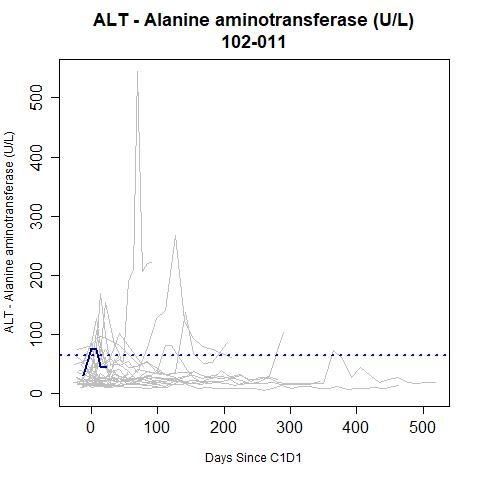 ALT - Alanine aminotransferase (U/L)
102-011
ALT - Alanine aminotransferase (U/L)
500
400
300
200
100
0
0 100 200 300 400 500
Days Since C1D1